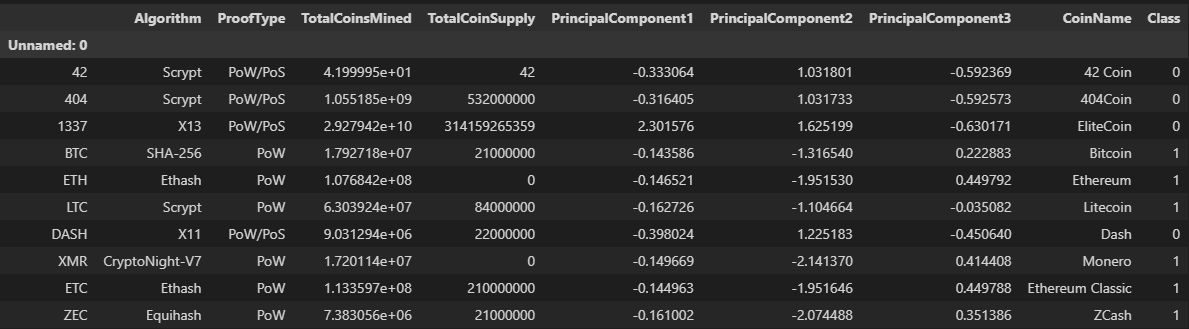 Algorithm ProofType TotalCoinsMined TotalCoinSupply PrincipalComponent1 PrincipalComponent2 PrincipalComponent3 CoinName Class
Unnamed: 0
42 Scrypt PoW/PoS 4.199995e+01 42 -0.333064 1.031801 -0.592369 42 Coin 0
404 Scrypt PoW/PoS 1.055185e+09 532000000 -0.316405 1.031733 -0.592573 404Coin 0
1337 X13 PoW/PoS 2.927942e+10 314159265359 2.301576 1.625199 -0.630171 EliteCoin 0
BTC SHA-256 PoW 1.792718e+07 21000000 -0.143586 -1.316540 0.222883 Bitcoin 1
ETH Ethash PoW 1.076842e+08 0 -0.146521 -1.951530 0.449792 Ethereum 1
LTC Scrypt PoW 6.303924e+07 84000000 -0.162726 -1.104664 -0.035082 Litecoin 1
DASH X11 PoW/PoS 9.031294e+06 22000000 -0.398024 1.225183 -0.450640 Dash 0
XMR CryptoNight-V7 PoW 1.720114e+07 0 -0.149669 -2.141370 0.414408 Monero 1
ETC Ethash PoW 1.133597e+08 210000000 -0.144963 -1.951646 0.449788 Ethereum Classic 1
ZEC Equihash PoW 7.383056e+06 21000000 -0.161002 -2.074488 0.351386 ZCash 1